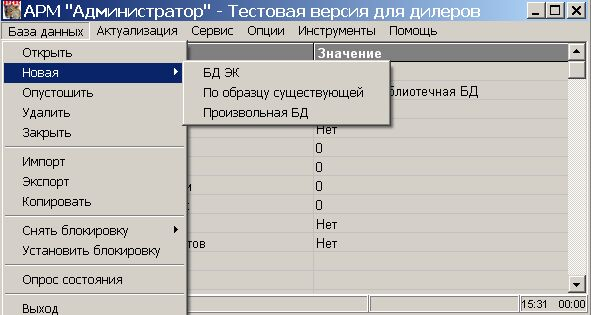 АРМ "Администратор" - Тестовая версия для дилеров
База данных Актуализация Сервис Опции Инструменты Помощь
Открыть
Новая
Опустошить
Удалить
Закрыть
Импорт
Экспорт
Копировать
Снять блокировку
Установить блокировку
Опрос состояния
Выход
БД ЭК
По образцу существующей
Произвольная БД
Значение
блиотечная БД
Нет
0
0
и 0
0
Нет
тов Нет
15:31 00:00